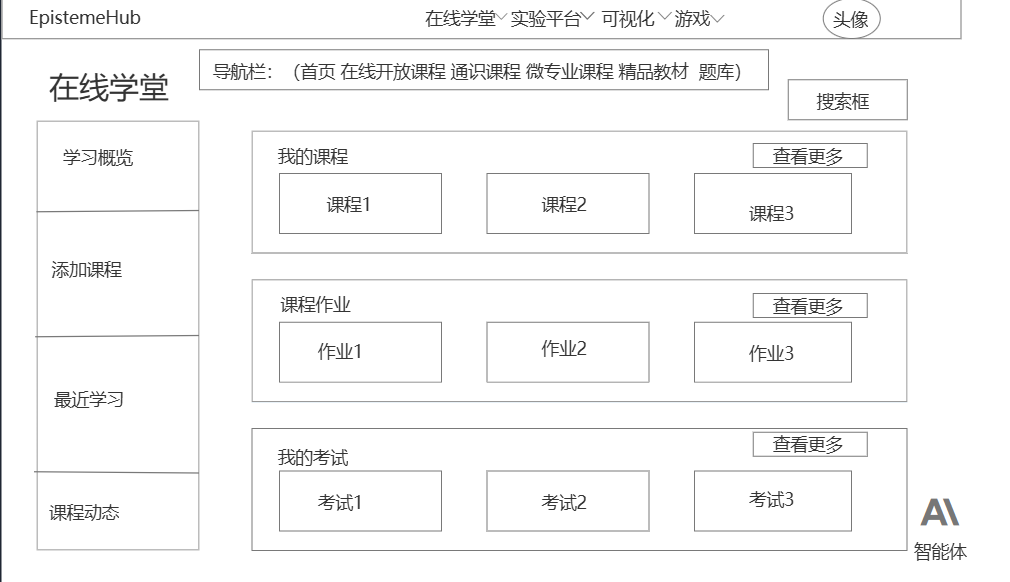 EpistemeHub 在线学堂 实验平台 可视化 游戏 头像
导航栏：（首页 在线开放课程 通识课程 微专业课程 精品教材 题库）
在线学堂
搜索框
学习概览
添加课程
最近学习
课程动态
我的课程 查看更多
课程1 课程2 课程3
课程作业 查看更多
作业1 作业2 作业3
我的考试 查看更多
考试1 考试2 考试3
AI
智能体